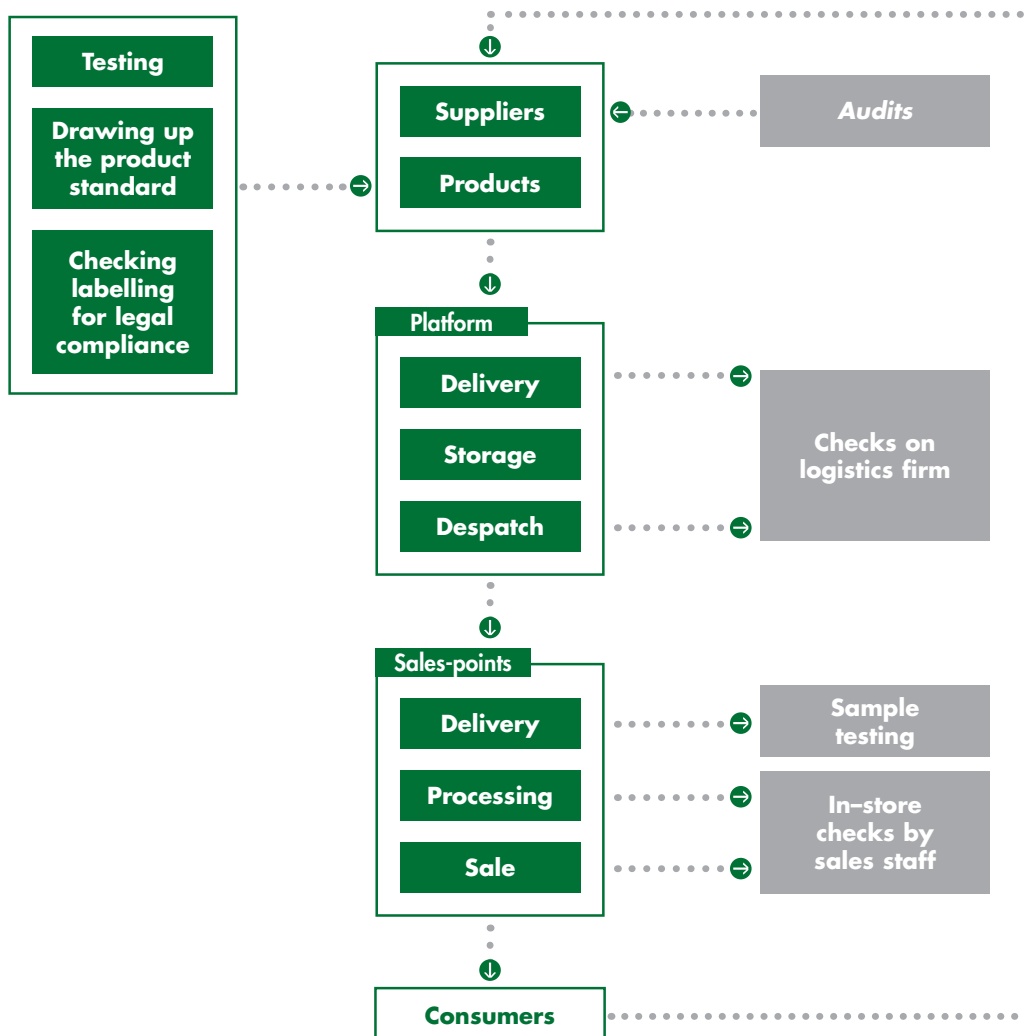 Testing
Drawing up
the product
standard
Checking
labelling
for legal
compliance
Suppliers
Products
Audits
Platform
Delivery
Storage
Despatch
Checks on
logistics firm
Sales-points
Delivery
Processing
Sale
Sample
testing
In–store
checks by
sales staff
Consumers